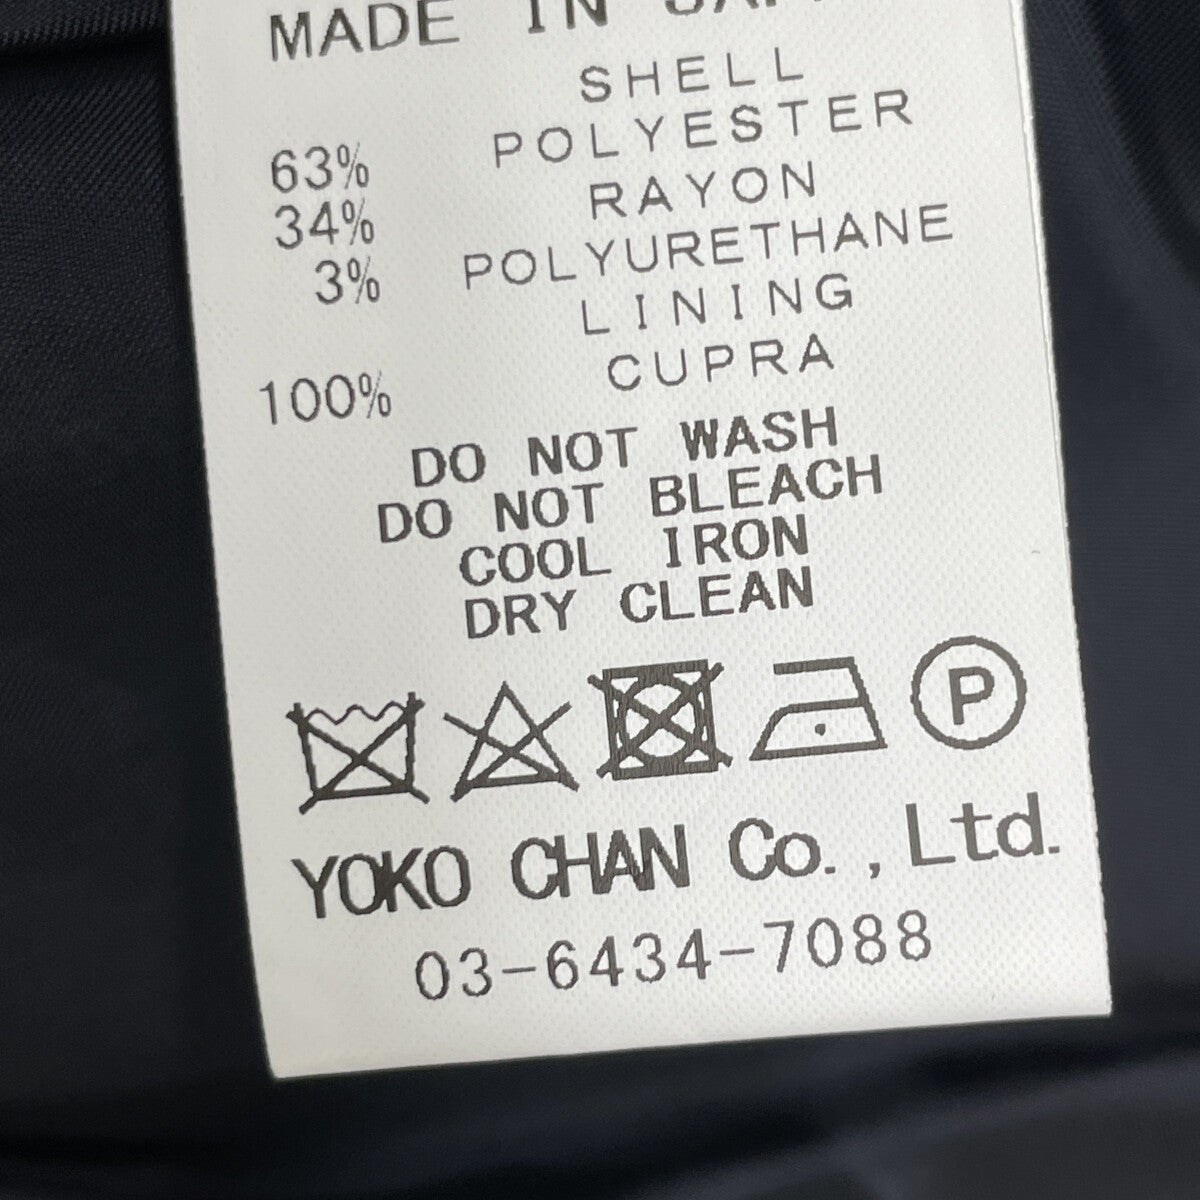 MADE IN
SHELL
63% POLYESTER
34% RAYON
3% POLYURETHANE
LINING
100% CUPRA
DO NOT WASH
DO NOT BLEACH
COOL IRON
DRY CLEAN
P
YOKO CHAN Co., Ltd.
03-6434-7088